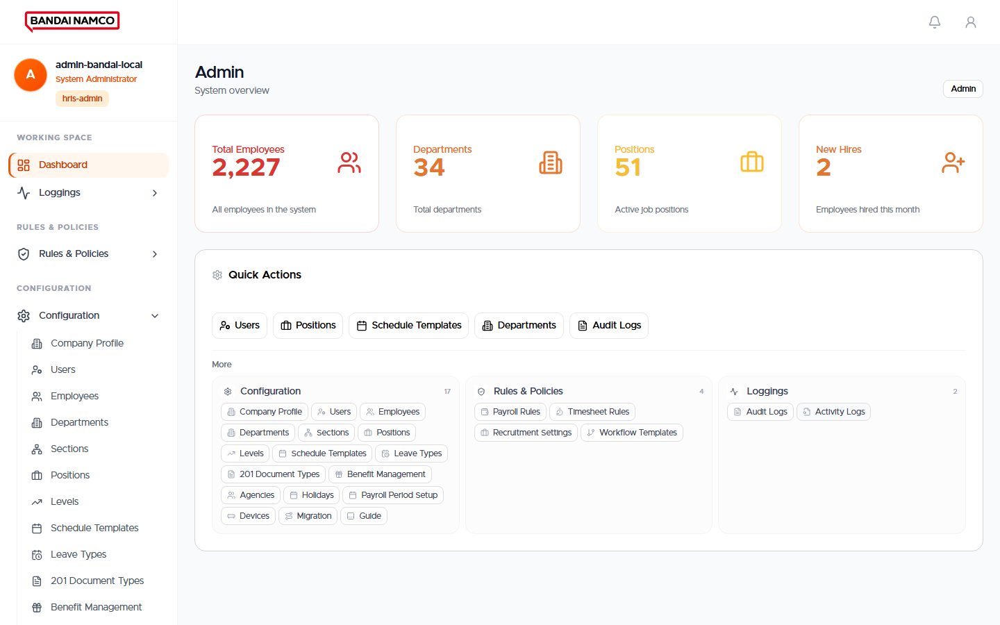 BANDAI NAMCO
A
admin-bandai-local
System Administrator
hris-admin
WORKING SPACE
Dashboard
Loggings
RULES & POLICIES
Rules & Policies
CONFIGURATION
Configuration
Company Profile
Users
Employees
Departments
Sections
Positions
Levels
Schedule Templates
Leave Types
201 Document Types
Benefit Management
Admin
System overview
Admin
Total Employees
2,227
All employees in the system
Departments
34
Total departments
Positions
51
Active job positions
New Hires
2
Employees hired this month
Quick Actions
Users Positions Schedule Templates Departments Audit Logs
More
Configuration 17
Company Profile Users Employees
Departments Sections Positions
Levels Schedule Templates Leave Types
201 Document Types Benefit Management
Agencies Holidays Payroll Period Setup
Devices Migration Guide
Rules & Policies 4
Payroll Rules Timesheet Rules
Recruitment Settings Workflow Templates
Loggings 2
Audit Logs Activity Logs